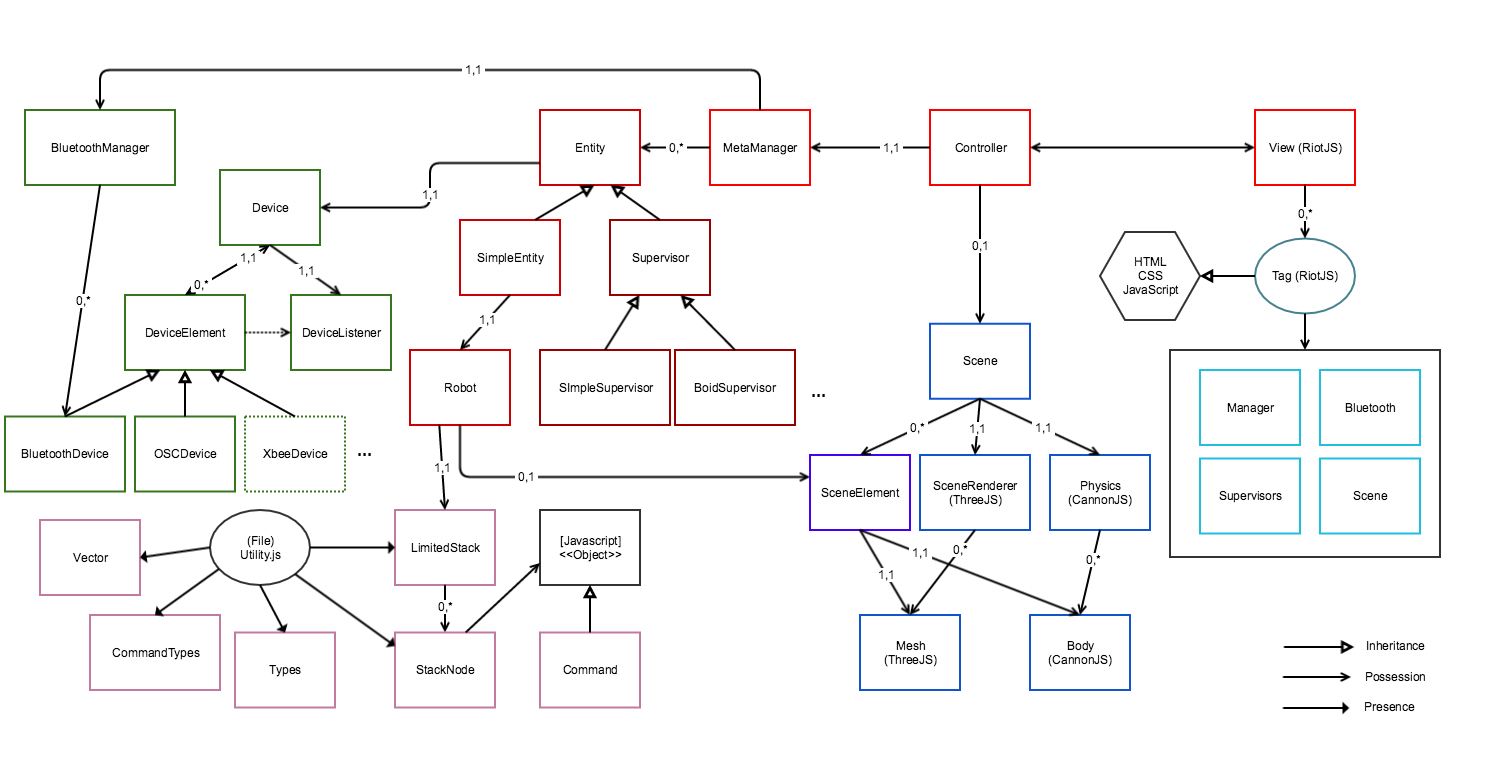 1,1
BluetoothManager
Entity
0,*
MetaManager
1,1
Controller
View (RiotJS)
1,1
Device
0,*
SimpleEntity
Supervisor
0,1
1,1
1,1
HTML
CSS
JavaScript
Tag (RiotJS)
0,*
0,*
1,1
DeviceElement
DeviceListener
Robot
SImpleSupervisor
BoidSupervisor
...
Scene
Manager
Bluetooth
0,*
1,1
1,1
BluetoothDevice
OSCDevice
XbeeDevice
...
1,1
0,1
SceneElement
SceneRenderer
(ThreeJS)
Physics
(CannonJS)
Supervisors
Scene
Vector
(File)
Utility.js
LimitedStack
[Javascript]
<<Object>>
1,1
0,*
0,*
1,1
0,*
CommandTypes
Types
StackNode
Command
Mesh
(ThreeJS)
Body
(CannonJS)
Inheritance
Possession
Presence